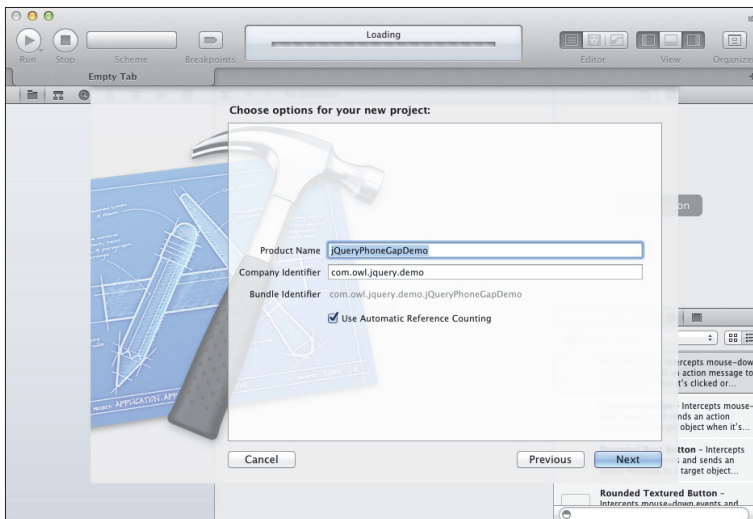 Loading
Run Stop Scheme Breakpoints Editor View
Empty Tab
Choose options for your new project:
Product Name jQueryPhoneGapDemo
Company Identifier com.owl.jquery.demo
Bundle Identifier com.owl.jquery.demo.jQueryPhoneGapDemo
Use Automatic Reference Counting
APPLICATION APP
Cancel Previous Next
on
ercepts mouse-dow
action message to
t's clicked or...
- Intercepts mouse-
nds an action
object when it's...
tton - Intercepts
s and sends an
target object...
Rounded Textured Button -
Intercepts mouse-down events and